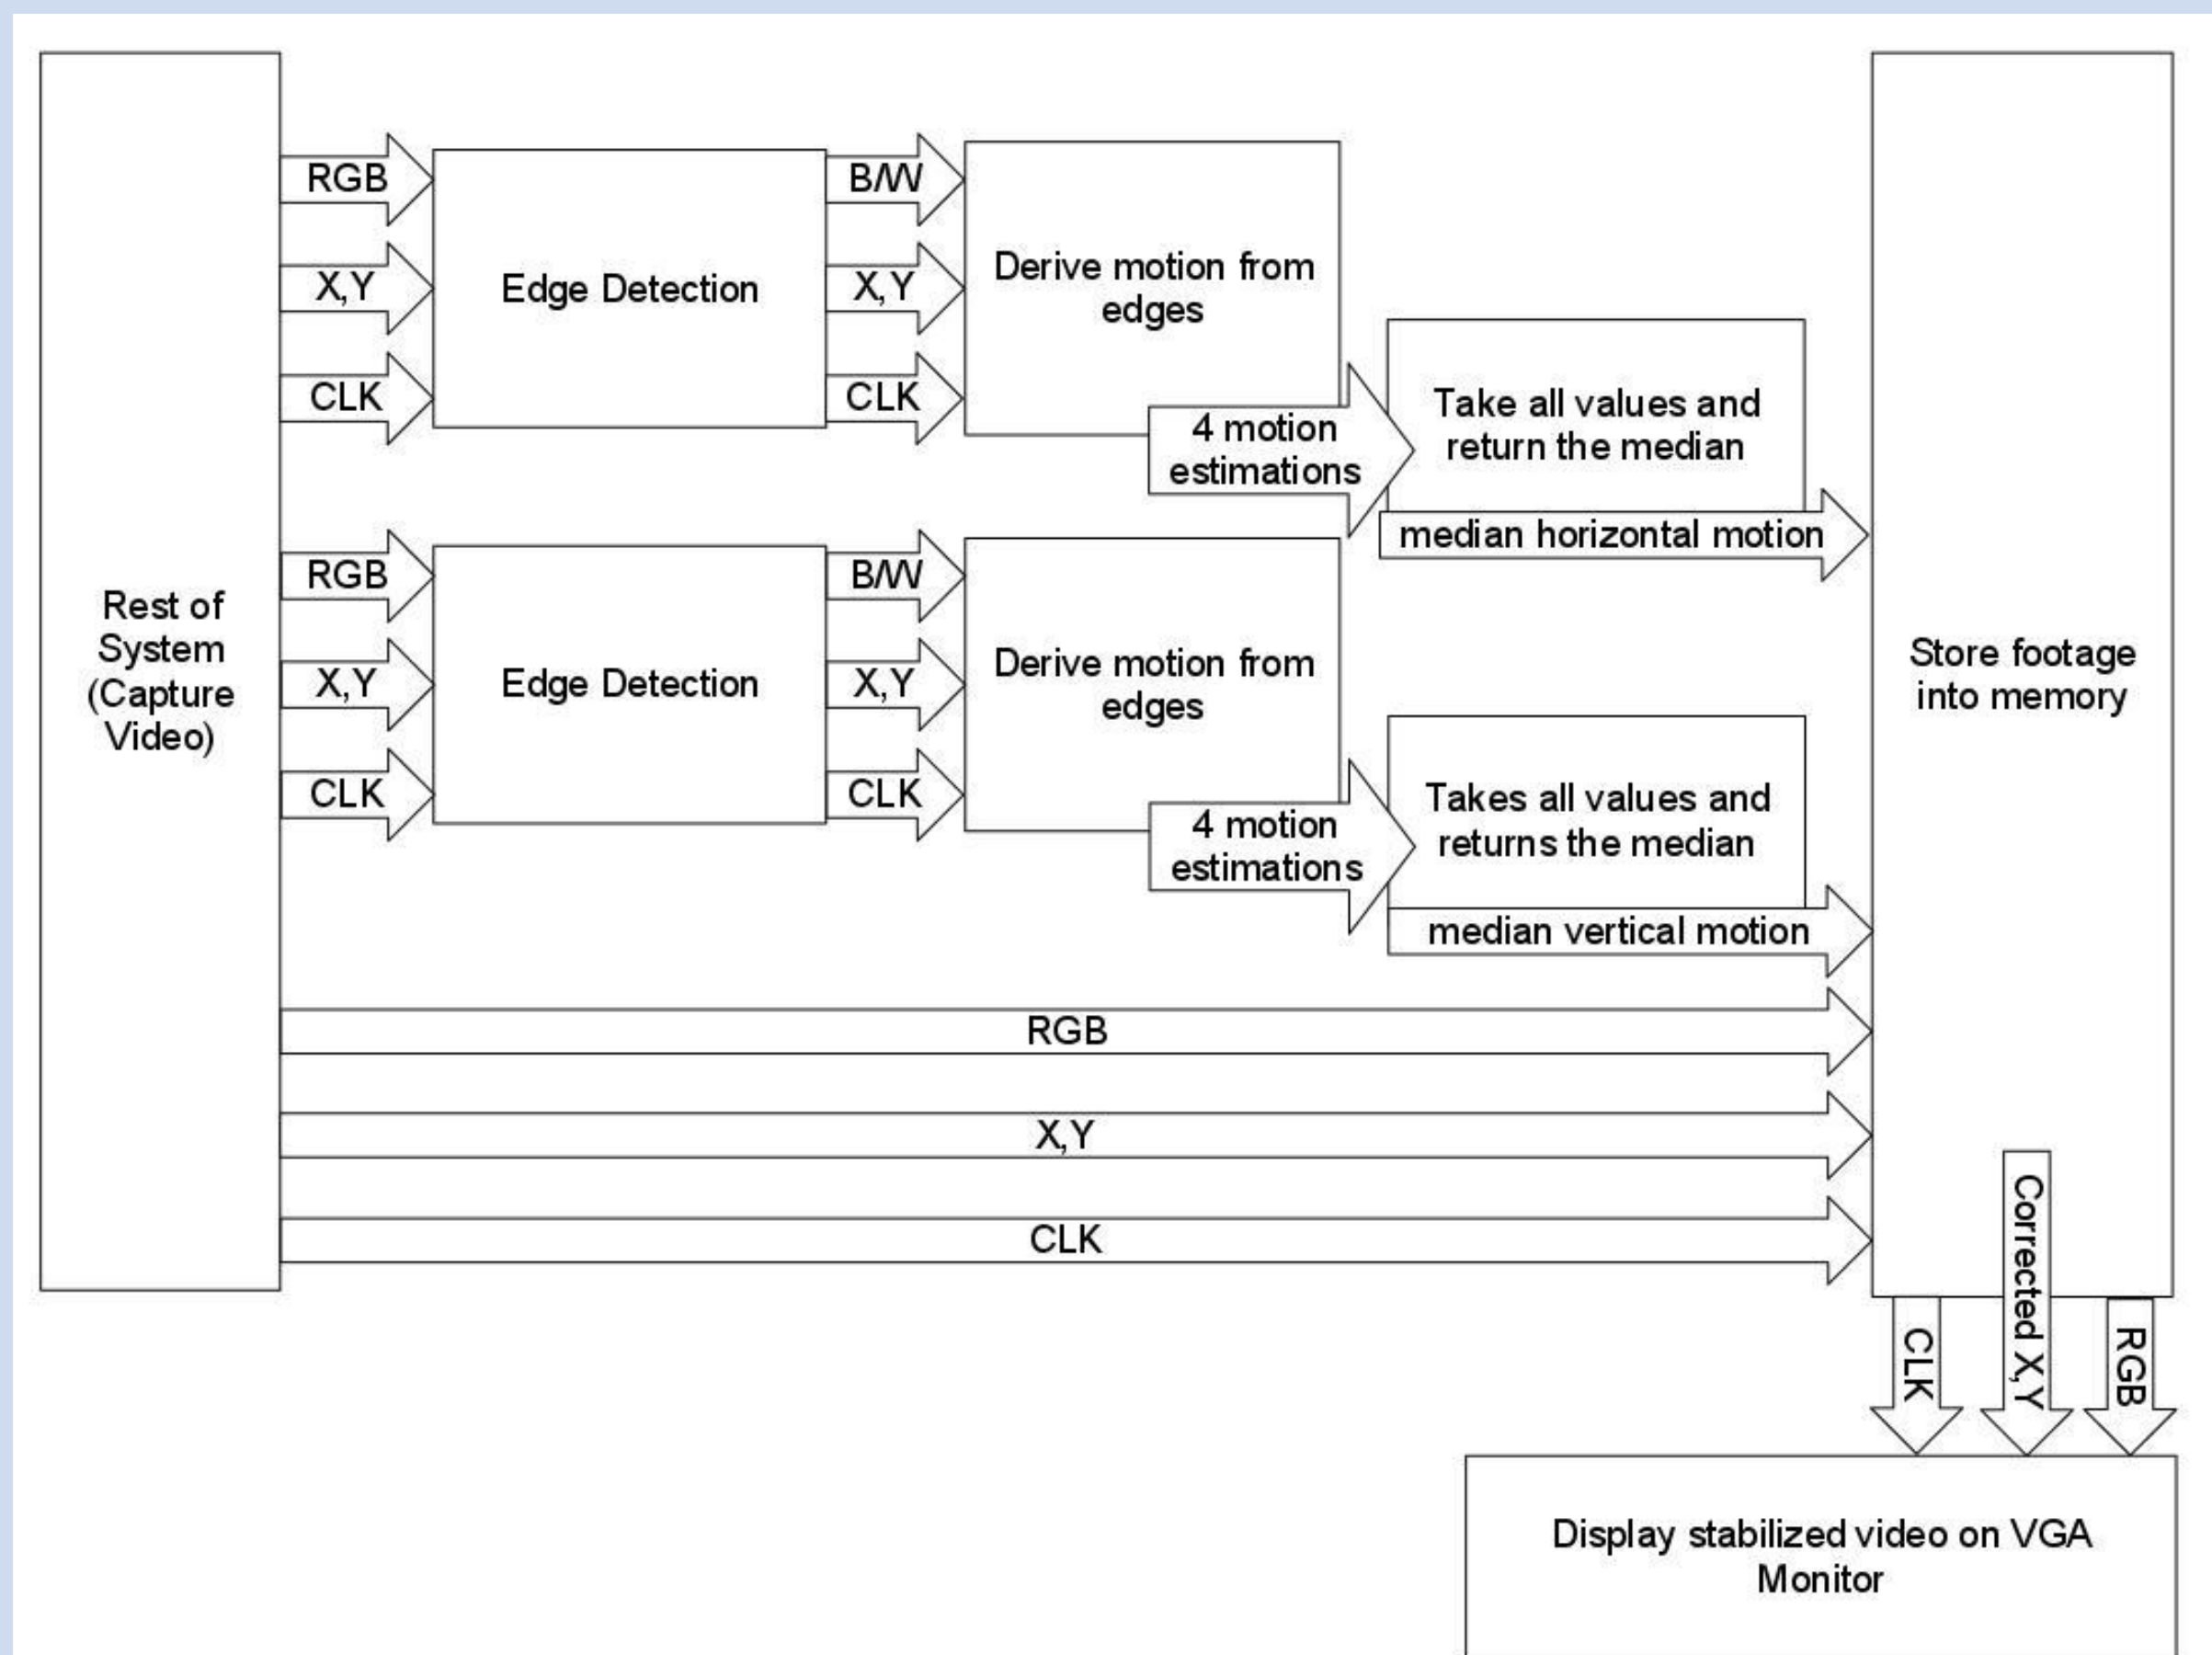 Rest of
System
(Capture
Video)
RGB
X,Y
CLK
Edge Detection
B/W
X,Y
CLK
Derive motion from
edges
4 motion
estimations
Take all values and
return the median
median horizontal motion
RGB
X,Y
CLK
Edge Detection
B/W
X,Y
CLK
Derive motion from
edges
4 motion
estimations
Takes all values and
returns the median
median vertical motion
RGB
X,Y
CLK
Store footage
into memory
CLK
Corrected X,Y
RGB
Display stabilized video on VGA
Monitor